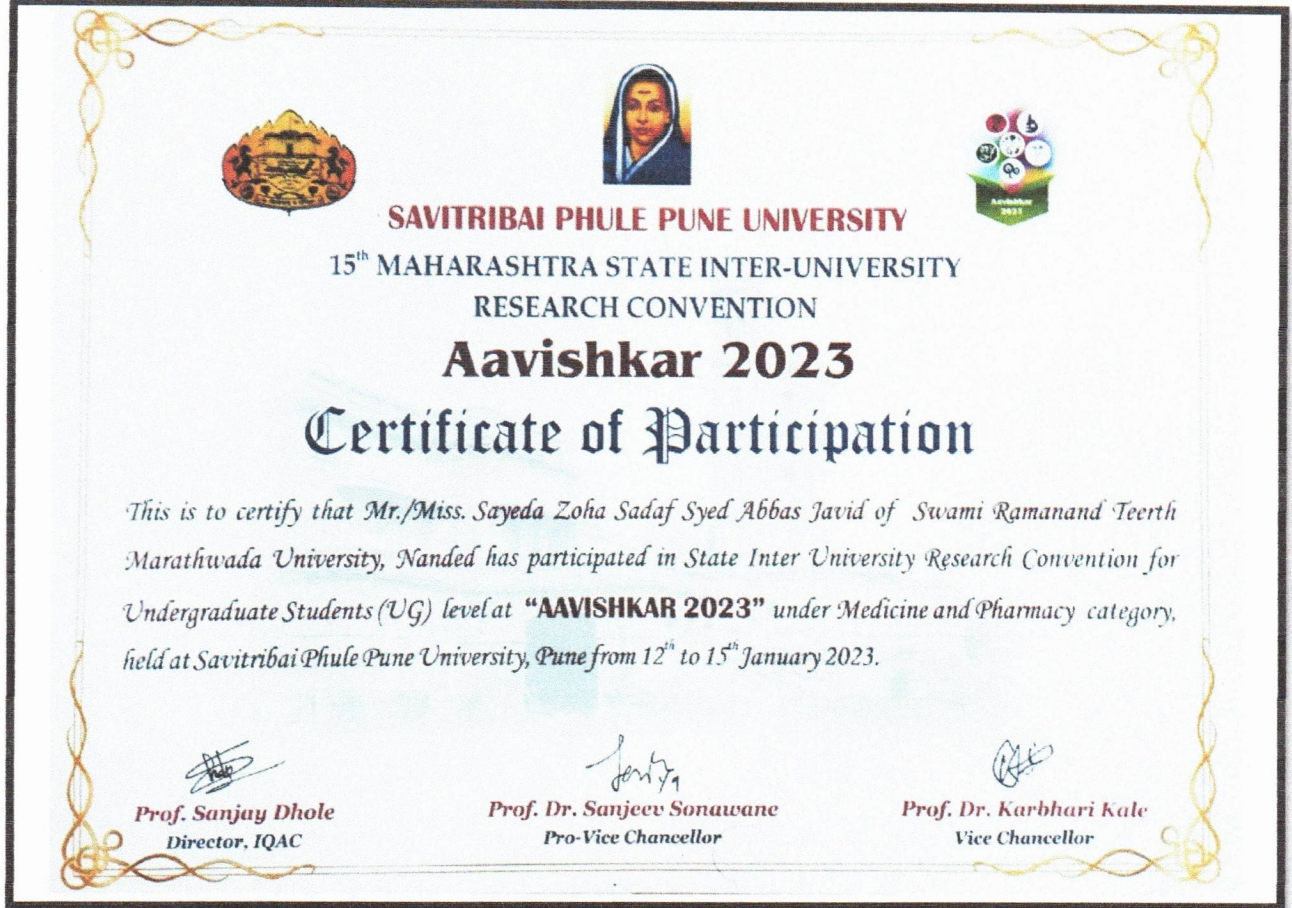 Aavishkar
2023
SAVITRIBAI PHULE PUNE UNIVERSITY
15th MAHARASHTRA STATE INTER-UNIVERSITY
RESEARCH CONVENTION
Aavishkar 2023
Certificate of Participation
This is to certify that Mr./Miss. Sayeda Zoha Sadaf Syed Abbas Javid of Swami Ramanand Teerth
Marathwada University, Nanded has participated in State Inter University Research Convention for
Undergraduate Students (UG) level at “AAVISHKAR 2023” under Medicine and Pharmacy category,
held at Savitribai Phule Pune University, Pune from 12th to 15th January 2023.
Prof. Sanjay Dhole Prof. Dr. Sanjeev Sonawane Prof. Dr. Karbhari Kale
Director, IQAC Pro-Vice Chancellor Vice Chancellor